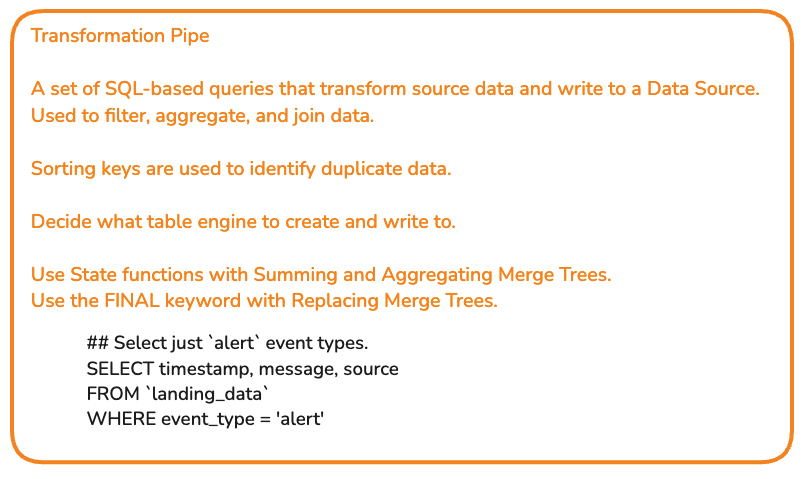 Transformation Pipe
A set of SQL-based queries that transform source data and write to a Data Source.
Used to filter, aggregate, and join data.
Sorting keys are used to identify duplicate data.
Decide what table engine to create and write to.
Use State functions with Summing and Aggregating Merge Trees.
Use the FINAL keyword with Replacing Merge Trees.
## Select just `alert` event types.
SELECT timestamp, message, source
FROM `landing_data`
WHERE event_type = 'alert'